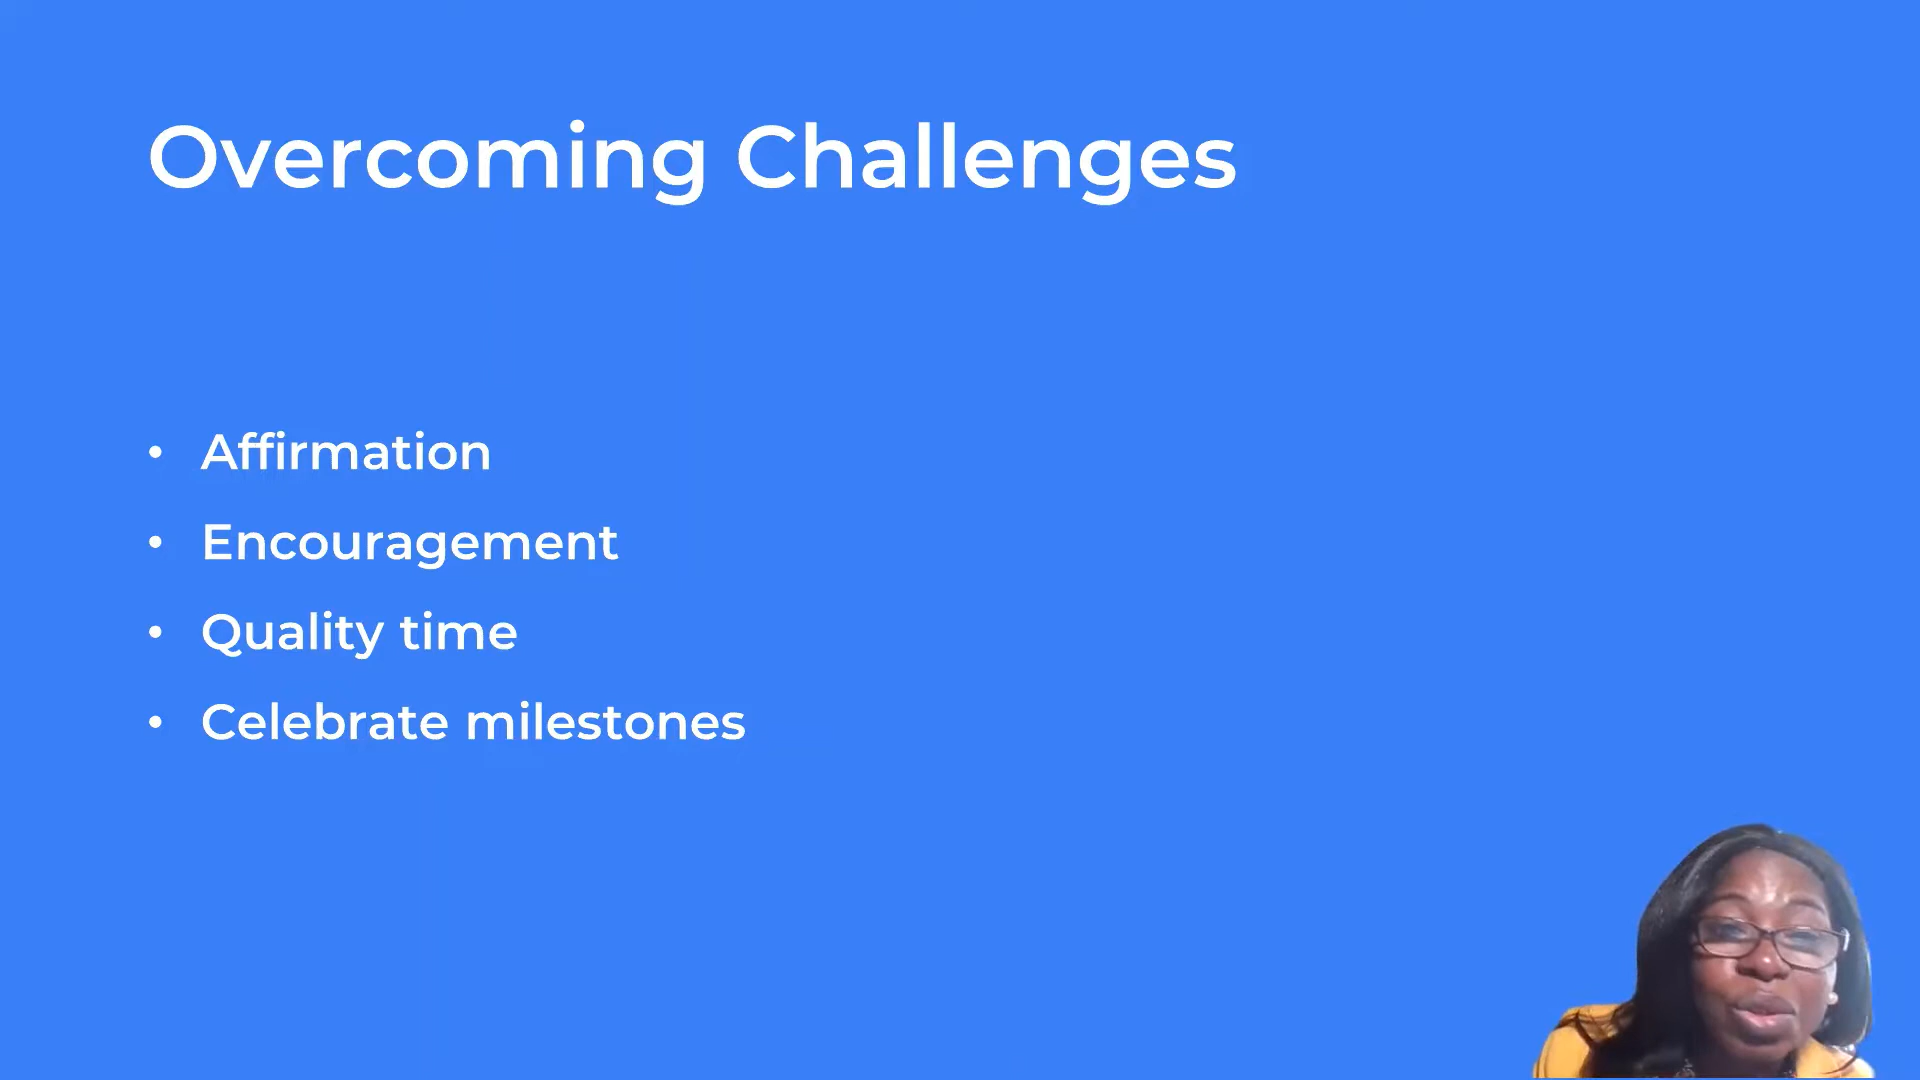 Overcoming Challenges
• Affirmation
• Encouragement
• Quality time
• Celebrate milestones